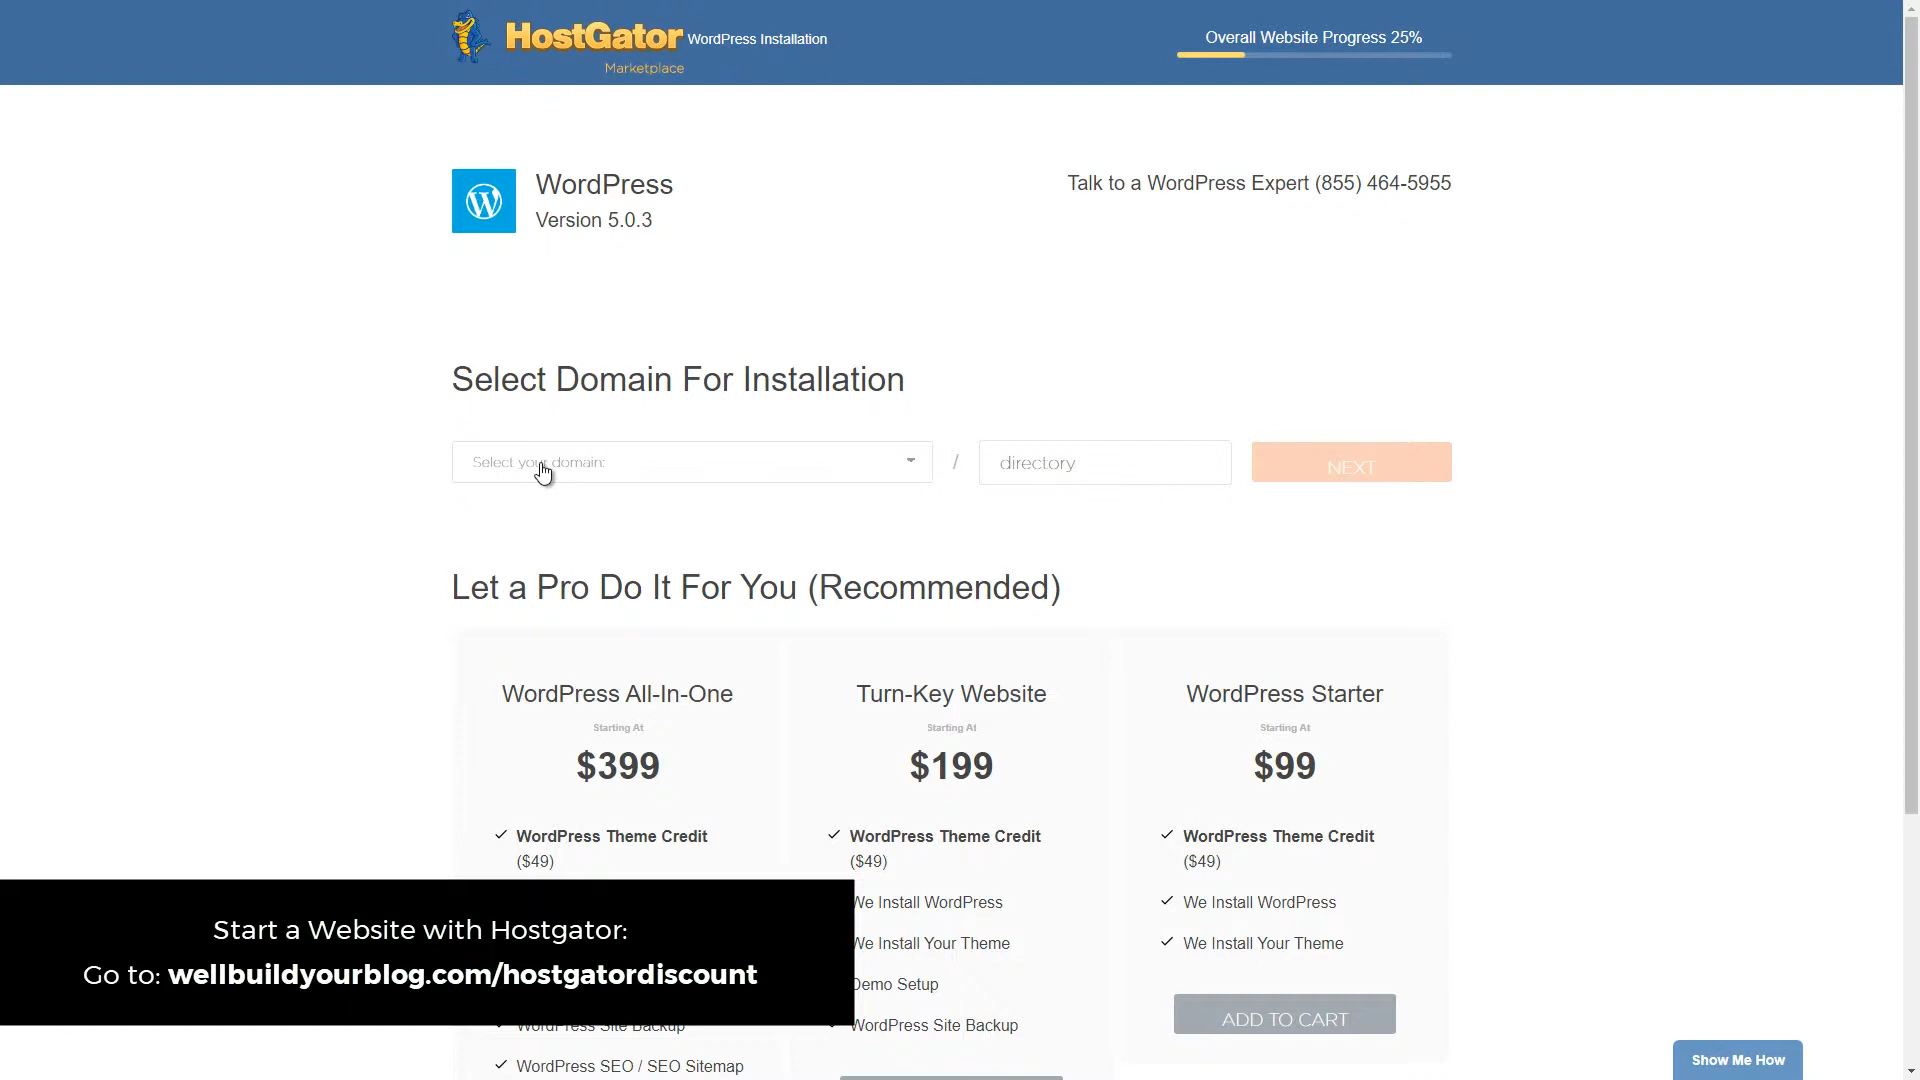 HostGator WordPress Installation
Marketplace
Overall Website Progress 25%
WordPress
Version 5.0.3
Talk to a WordPress Expert (855) 464-5955
Select Domain For Installation
Select your domain:
/
directory
NEXT
Let a Pro Do It For You (Recommended)
WordPress All-In-One
Starting At
$399
WordPress Theme Credit
($49)
WordPress Site Backup
WordPress SEO / SEO Sitemap
Turn-Key Website
Starting At
$199
WordPress Theme Credit
($49)
We Install WordPress
We Install Your Theme
Demo Setup
WordPress Site Backup
WordPress Starter
Starting At
$99
WordPress Theme Credit
($49)
We Install WordPress
We Install Your Theme
ADD TO CART
Start a Website with Hostgator:
Go to: wellbuildyourblog.com/hostgatordiscount
Show Me How